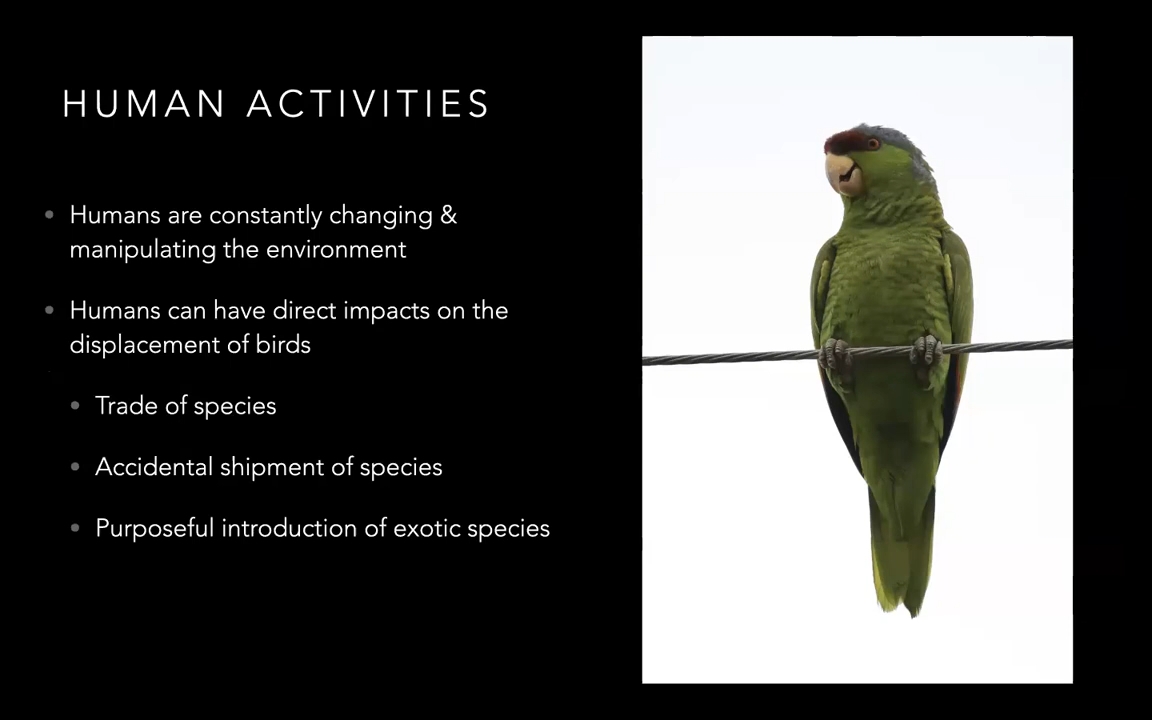 HUMAN ACTIVITIES
Humans are constantly changing &
manipulating the environment
Humans can have direct impacts on the
displacement of birds
Trade of species
Accidental shipment of species
Purposeful introduction of exotic species